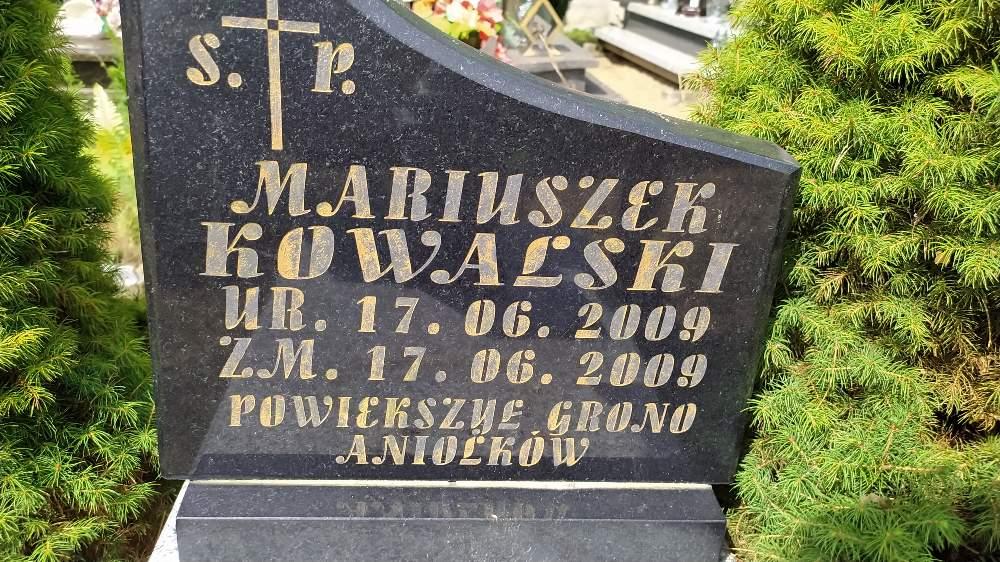 Ś. P.
MARIUSZEK
KOWALSKI
UR. 17. 06. 2009
ZM. 17. 06. 2009
POWIĘKSZYŁ GRONO
ANIOŁKÓW